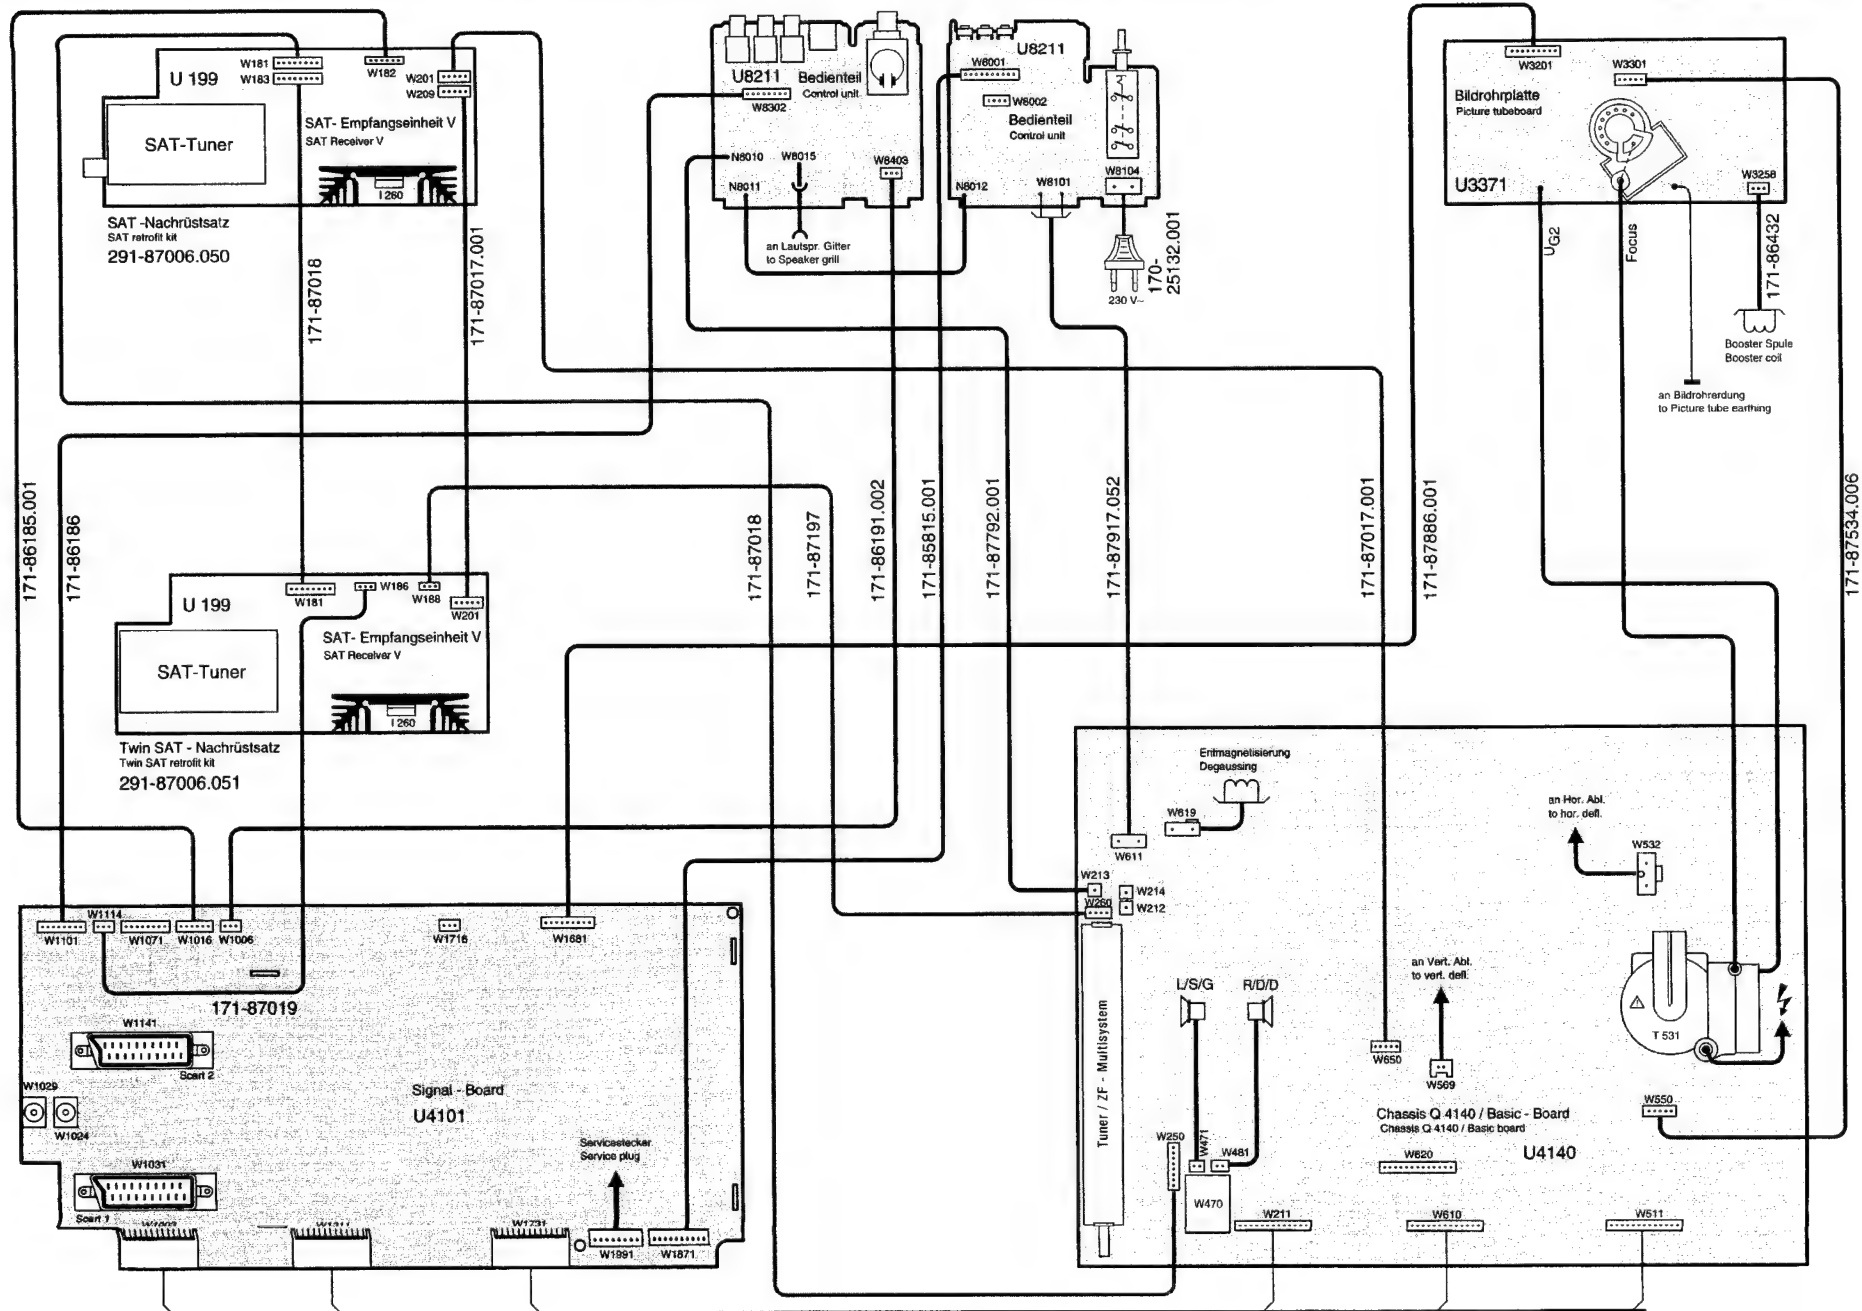 U 199
W181
W183
W182
W201
W209
SAT-Tuner
SAT- Empfangseinheit V
SAT Receiver V
I 260
SAT -Nachrüstsatz
SAT retrofit kit
291-87006.050
171-87018
171-87017.001
U8211
Bedienteil
Control unit
W8302
N8010
W8015
W8403
N8011
an Lautspr. Gitter
to Speaker grill
U8211
W8001
W8002
Bedienteil
Control unit
N8012
W8101
W8104
230 V~
170-
25132.001
W3201
W3301
Bildrohrplatte
Picture tubeboard
U3371
W3258
UG2
Focus
171-86432
Booster Spule
Booster coil
an Bildrohrerdung
to Picture tube earthing
171-86185.001
171-86186
171-87018
171-87197
171-86191.002
171-85815.001
171-87792.001
171-87917.052
171-87017.001
171-87886.001
171-87534.006
U 199
W181
W186
W188
W201
SAT- Empfangseinheit V
SAT Receiver V
SAT-Tuner
I 260
Twin SAT - Nachrüstsatz
Twin SAT retrofit kit
291-87006.051
W1101
W1114
W1071
W1016
W1006
W1716
W1681
171-87019
W1141
Scart 2
W1029
W1024
Signal - Board
U4101
Servicestecker
Service plug
W1031
Scart 1
W1731
W1991
W1871
Entmagnetisierung
Degaussing
W619
W611
W213
W214
W260
W212
an Hor. Abl.
to hor. defl.
W532
an Vert. Abl.
to vert. defl.
L/S/G
R/D/D
T 531
W650
W569
W550
Tuner / ZF - Multisystem
Chassis Q 4140 / Basic - Board
Chassis Q 4140 / Basic board
U4140
W250
W471
W481
W620
W470
W211
W610
W511